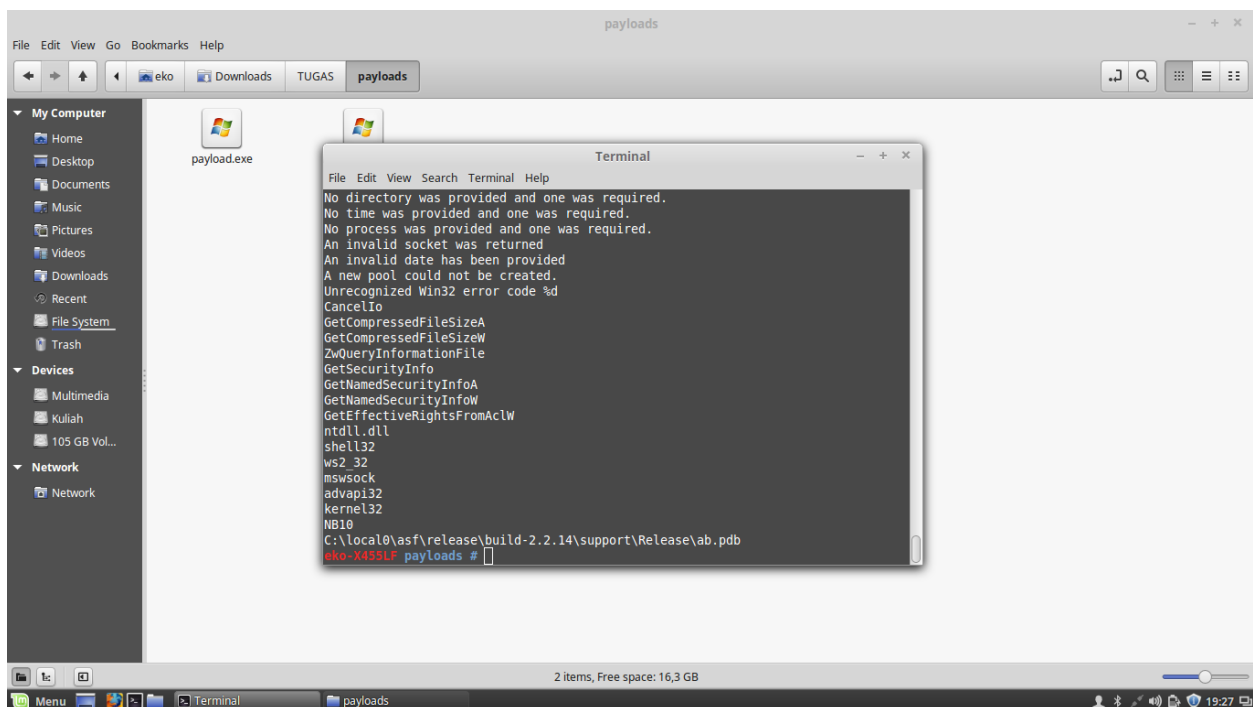 payloads
File Edit View Go Bookmarks Help
eko Downloads TUGAS payloads
My Computer
Home
Desktop
Documents
Music
Pictures
Videos
Downloads
Recent
File System
Trash
Devices
Multimedia
Kuliah
105 GB Vol...
Network
Network
payload.exe
Terminal
File Edit View Search Terminal Help
No directory was provided and one was required.
No time was provided and one was required.
No process was provided and one was required.
An invalid socket was returned
An invalid date has been provided
A new pool could not be created.
Unrecognized Win32 error code %d
CancelIo
GetCompressedFileSizeA
GetCompressedFileSizeW
ZwQueryInformationFile
GetSecurityInfo
GetNamedSecurityInfoA
GetNamedSecurityInfoW
GetEffectiveRightsFromAclW
ntdll.dll
shell32
ws2_32
mswsock
advapi32
kernel32
NB10
C:\local0\asf\release\build-2.2.14\support\Release\ab.pdb
eko-X455LF payloads #
2 items, Free space: 16,3 GB
Menu Terminal payloads 19:27